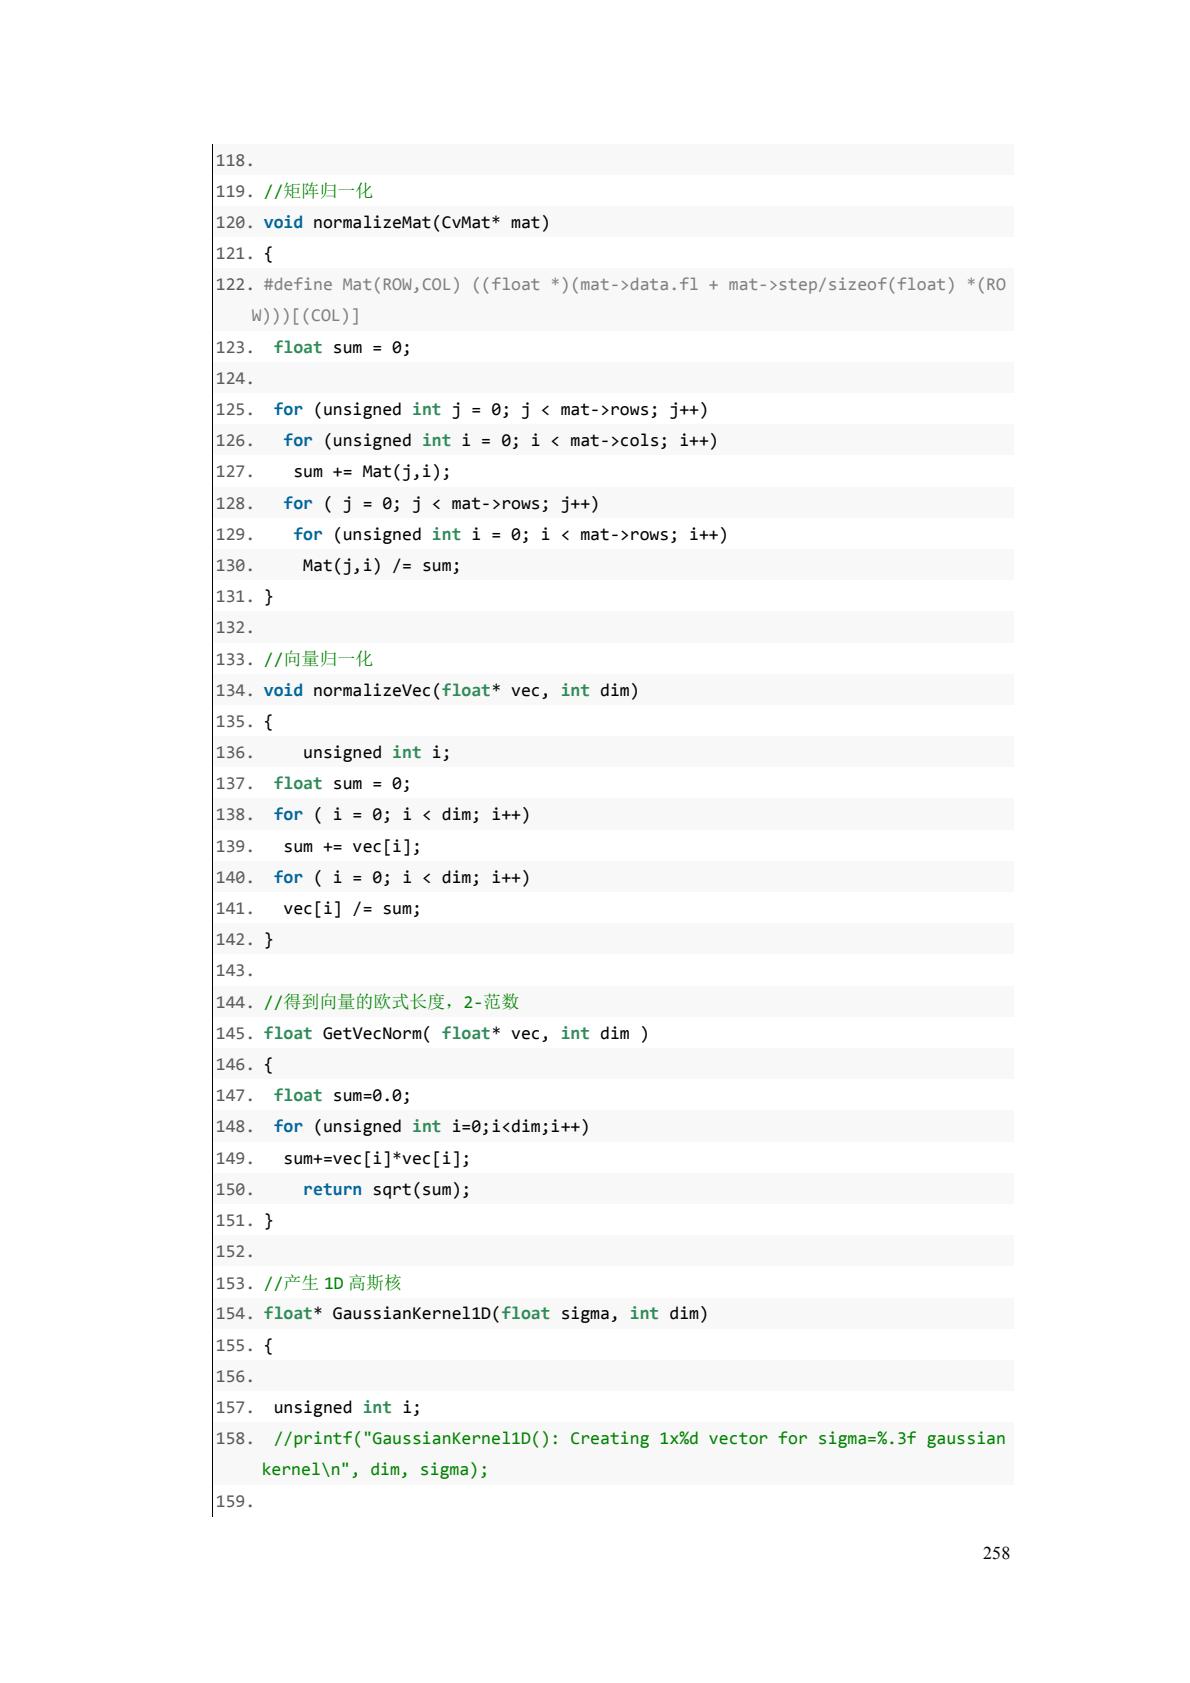 118.
119. //矩阵归一化
120. void normalizeMat(CvMat* mat)
121. {
122. #define Mat(ROW,COL) ((float *)(mat->data.fl + mat->step/sizeof(float) *(RO
W)))[(COL)]
123.  float sum = 0;
124.
125.  for (unsigned int j = 0; j < mat->rows; j++)
126.   for (unsigned int i = 0; i < mat->cols; i++)
127.    sum += Mat(j,i);
128.   for ( j = 0; j < mat->rows; j++)
129.    for (unsigned int i = 0; i < mat->rows; i++)
130.     Mat(j,i) /= sum;
131. }
132.
133. //向量归一化
134. void normalizeVec(float* vec, int dim)
135. {
136.     unsigned int i;
137.  float sum = 0;
138.  for ( i = 0; i < dim; i++)
139.   sum += vec[i];
140.  for ( i = 0; i < dim; i++)
141.   vec[i] /= sum;
142. }
143.
144. //得到向量的欧式长度，2-范数
145. float GetVecNorm( float* vec, int dim )
146. {
147.  float sum=0.0;
148.  for (unsigned int i=0;i<dim;i++)
149.   sum+=vec[i]*vec[i];
150.     return sqrt(sum);
151. }
152.
153. //产生 1D 高斯核
154. float* GaussianKernel1D(float sigma, int dim)
155. {
156.
157.  unsigned int i;
158.  //printf("GaussianKernel1D(): Creating 1x%d vector for sigma=%.3f gaussian
kernel\n", dim, sigma);
159.
258